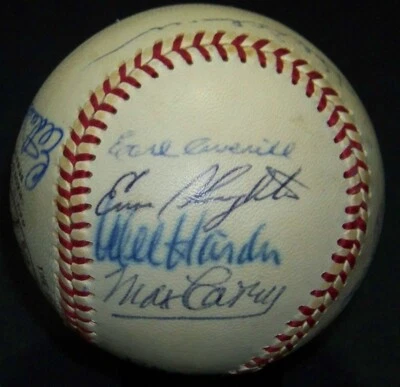 Earl Averill
Enos Slaughter
Mel Harder
Max Carey